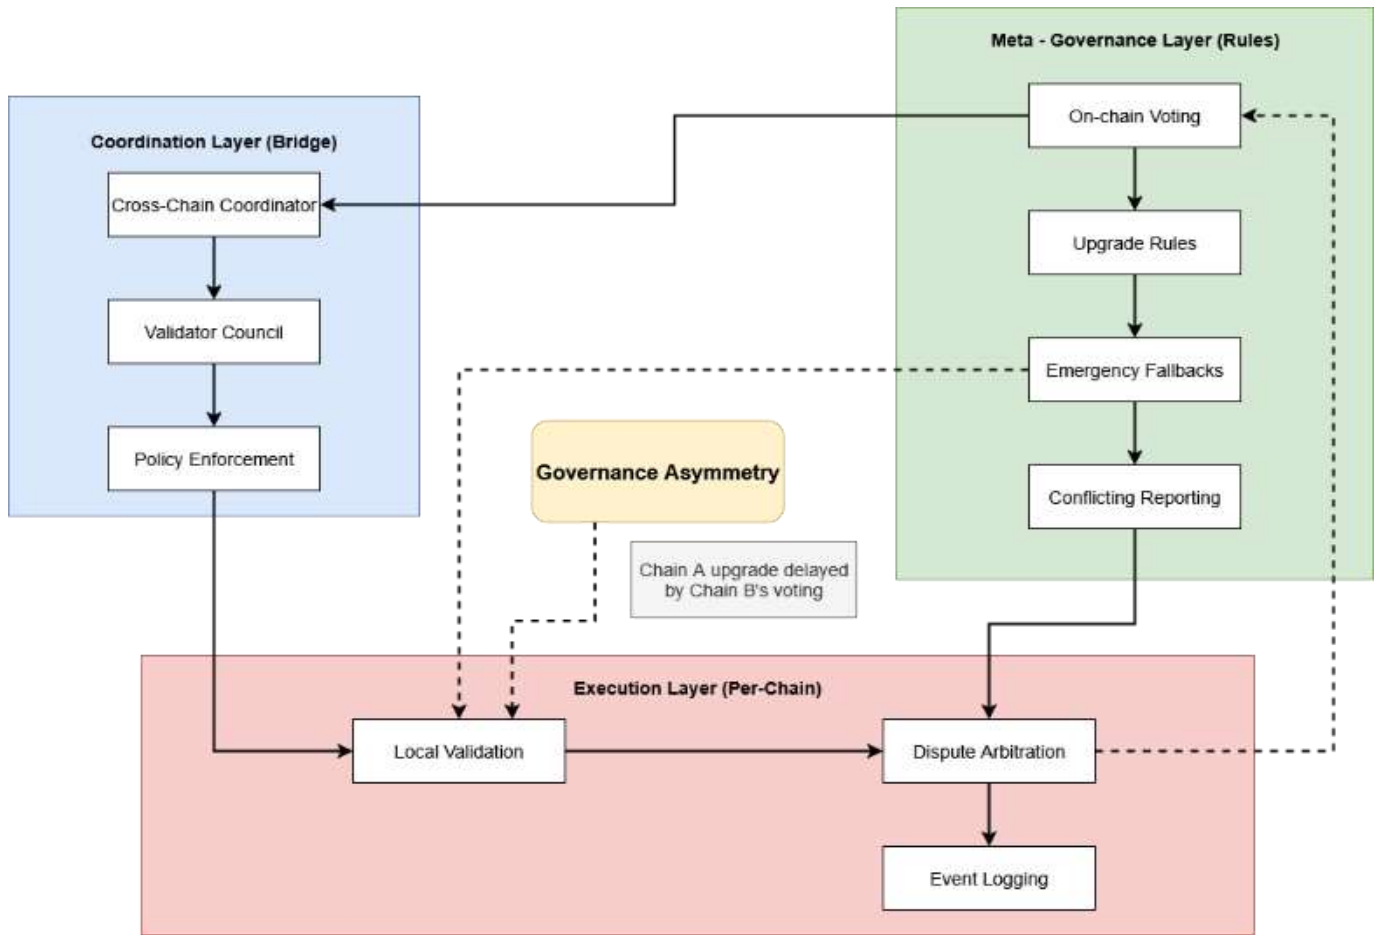 Meta - Governance Layer (Rules)
On-chain Voting
Upgrade Rules
Emergency Fallbacks
Conflicting Reporting
Coordination Layer (Bridge)
Cross-Chain Coordinator
Validator Council
Policy Enforcement
Governance Asymmetry
Chain A upgrade delayed
by Chain B's voting
Execution Layer (Per-Chain)
Local Validation
Dispute Arbitration
Event Logging